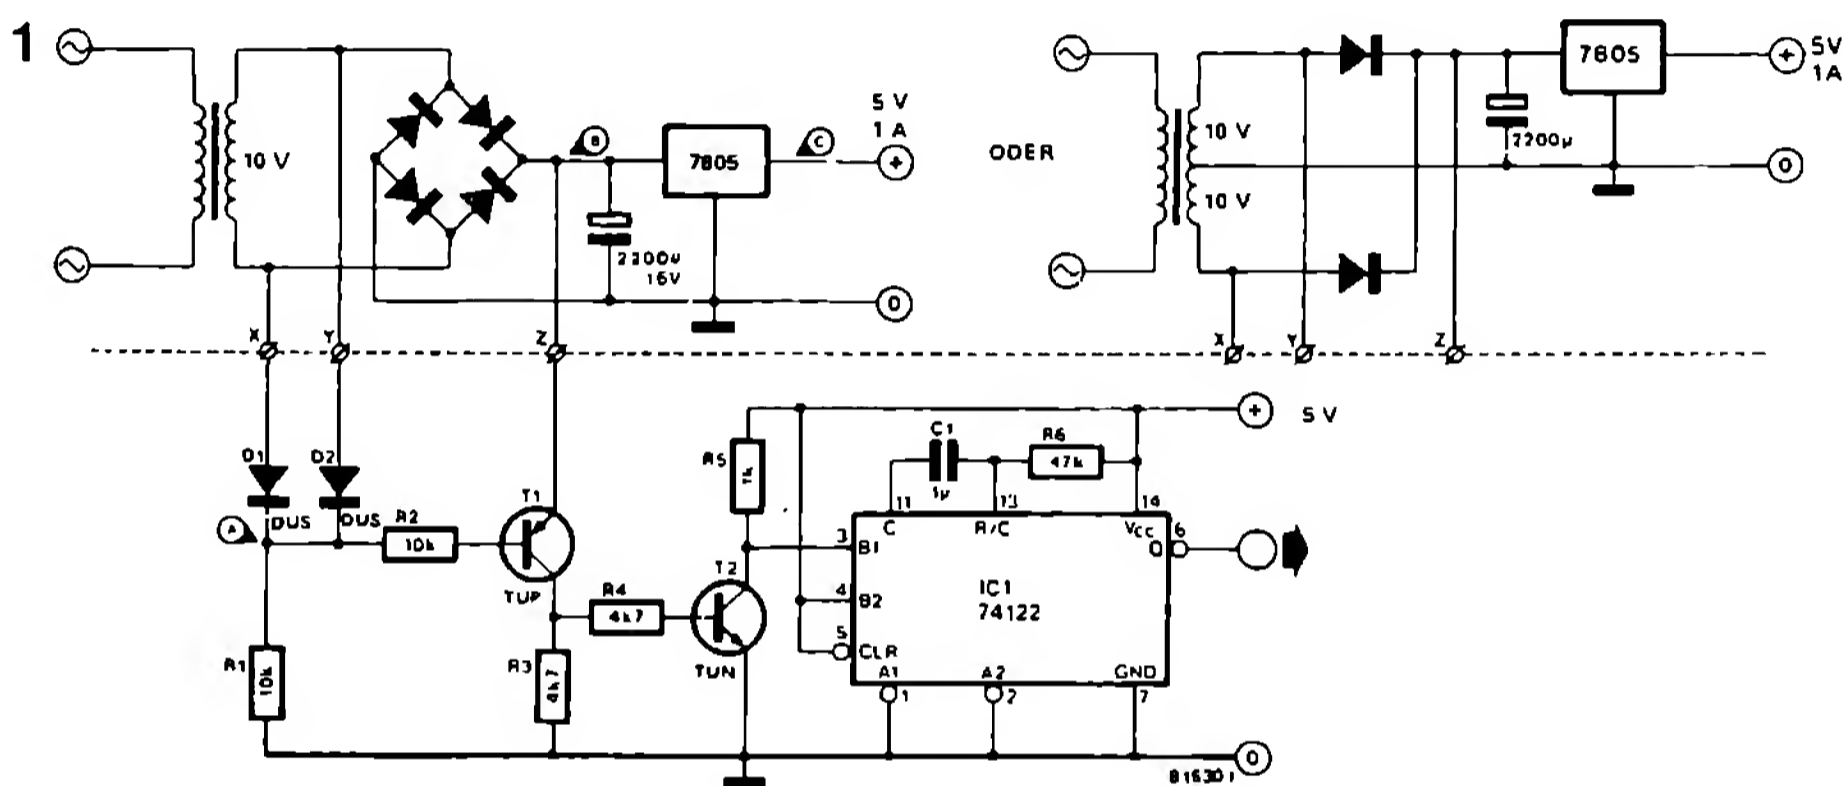 1
10 V
B
7805
C
5 V
1 A
+
2200µ
16V
0
ODER
10 V
10 V
7805
2200µ
5V
1A
+
0
X
Y
Z
X
Y
Z
D1
DUS
D2
DUS
A
R1
10k
R2
10k
T1
TUP
R3
4k7
R4
4k7
T2
TUN
R5
1k
+
5 V
C1
1µ
R6
47k
11
C
13
R/C
14
VCC
3
B1
4
B2
5
CLR
IC1
74122
6
Q
A1
1
A2
2
GND
7
0